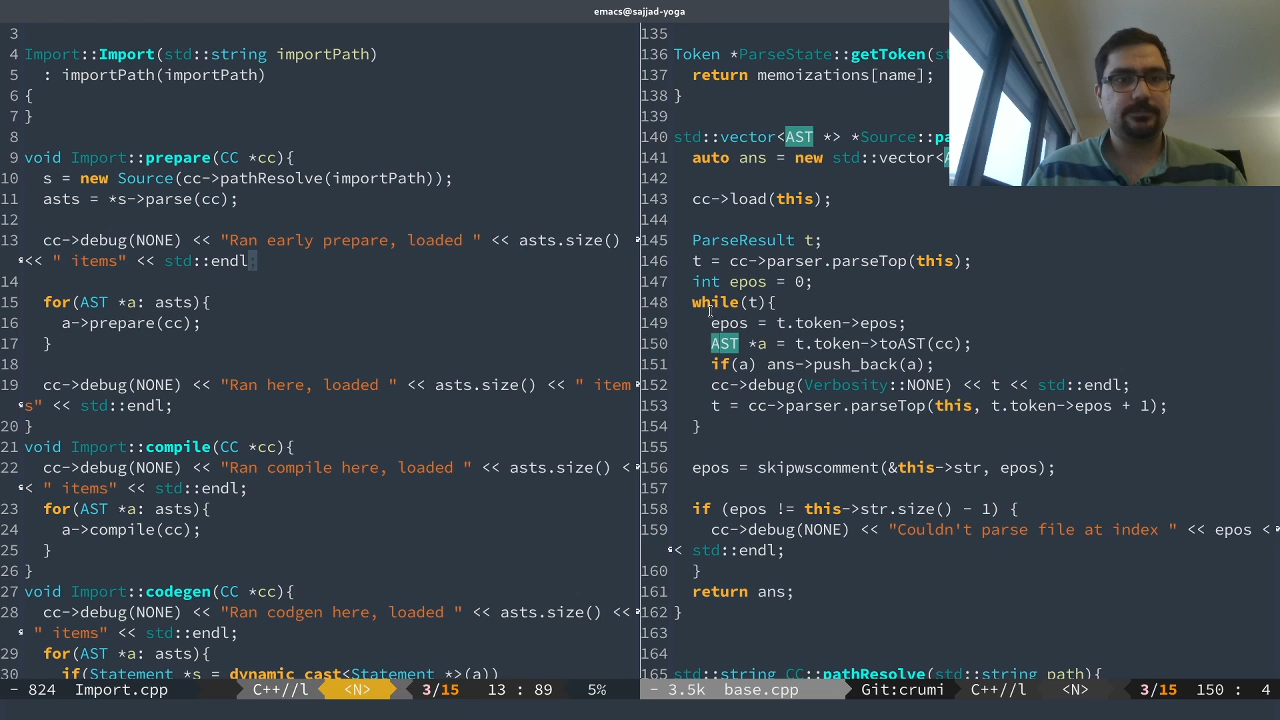 emacs@sajjad-yoga
3
4 Import::Import(std::string importPath)
5   : importPath(importPath)
6 {
7 }
8
9 void Import::prepare(CC *cc){
10   s = new Source(cc->pathResolve(importPath));
11   asts = *s->parse(cc);
12
13   cc->debug(NONE) << "Ran early prepare, loaded " << asts.size()
<< " items" << std::endl;
15   for(AST *a: asts){
16     a->prepare(cc);
17   }
18
19   cc->debug(NONE) << "Ran here, loaded " << asts.size() << " item
s" << std::endl;
20 }
21 void Import::compile(CC *cc){
22   cc->debug(NONE) << "Ran compile here, loaded " << asts.size() <
< " items" << std::endl;
23   for(AST *a: asts){
24     a->compile(cc);
25   }
26 }
27 void Import::codegen(CC *cc){
28   cc->debug(NONE) << "Ran codgen here, loaded " << asts.size() <<
" items" << std::endl;
29   for(AST *a: asts){
30     if(Statement *s = dynamic_cast<Statement *>(a))
- 824 Import.cpp C++//l <N> 3/15 13 : 89 5%
135
136 Token *ParseState::getToken(st
137   return memoizations[name];
138 }
139
140 std::vector<AST *> *Source::pa
141   auto ans = new std::vector<A
142
143   cc->load(this);
144
145   ParseResult t;
146   t = cc->parser.parseTop(this);
147   int epos = 0;
148   while(t){
149     epos = t.token->epos;
150     AST *a = t.token->toAST(cc);
151     if(a) ans->push_back(a);
152     cc->debug(Verbosity::NONE) << t << std::endl;
153     t = cc->parser.parseTop(this, t.token->epos + 1);
154   }
155
156   epos = skipwscomment(&this->str, epos);
157
158   if (epos != this->str.size() - 1) {
159     cc->debug(NONE) << "Couldn't parse file at index " << epos <
< std::endl;
160   }
161   return ans;
162 }
163
164
165 std::string CC::pathResolve(std::string path){
- 3.5k base.cpp Git:crumi C++//l <N> 3/15 150 : 4